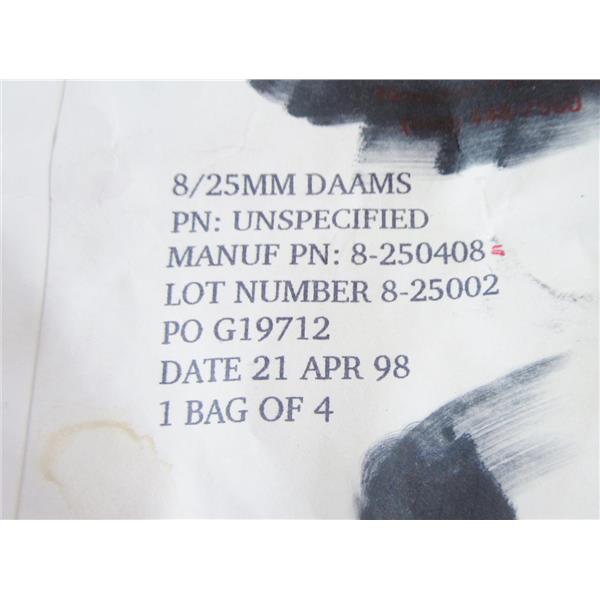 8/25MM DAAMS
PN: UNSPECIFIED
MANUF PN: 8-250408
LOT NUMBER 8-25002
PO G19712
DATE 21 APR 98
1 BAG OF 4